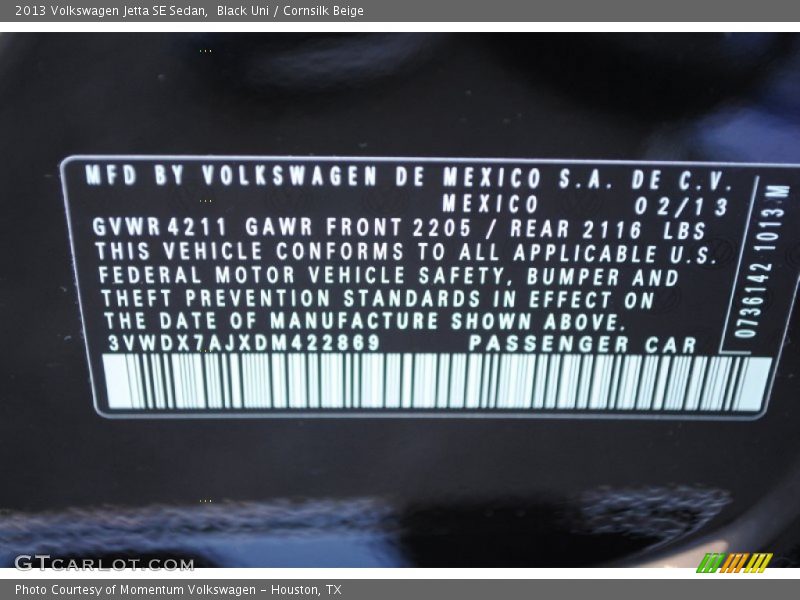 2013 Volkswagen Jetta SE Sedan,  Black Uni / Cornsilk Beige
MFD BY VOLKSWAGEN DE MEXICO S.A. DE C.V.
MEXICO 02/13
GVWR 4211 GAWR FRONT 2205 / REAR 2116 LBS
THIS VEHICLE CONFORMS TO ALL APPLICABLE U.S.
FEDERAL MOTOR VEHICLE SAFETY, BUMPER AND
THEFT PREVENTION STANDARDS IN EFFECT ON
THE DATE OF MANUFACTURE SHOWN ABOVE.
3VWDX7AJXDM422869 PASSENGER CAR
0736142 1013 M
GTCARLOT.COM
Photo Courtesy of Momentum Volkswagen - Houston, TX